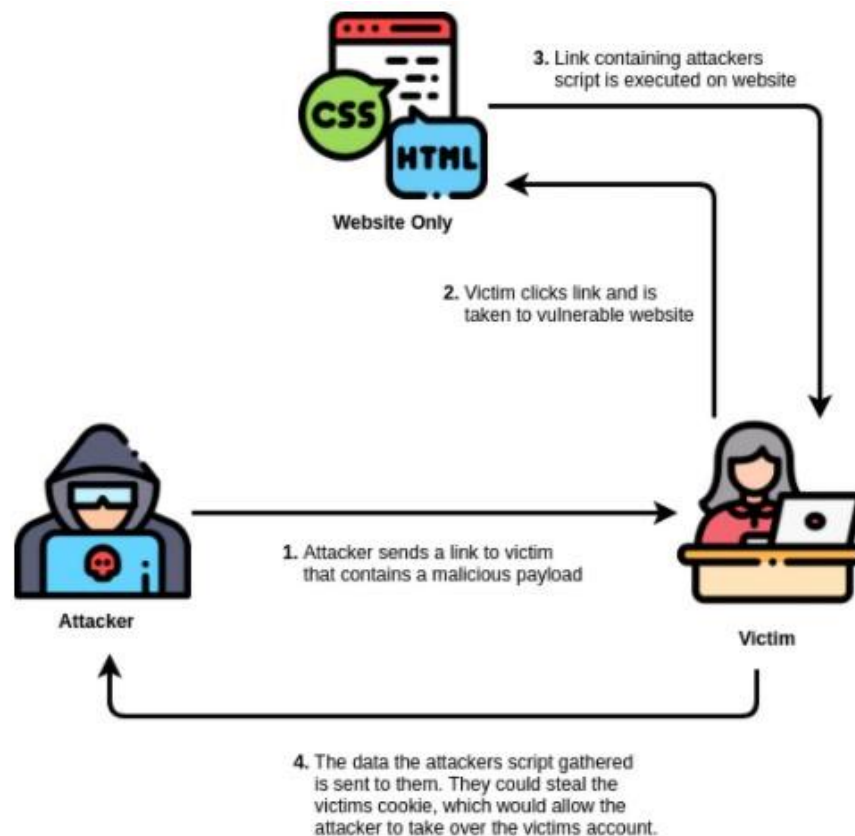 3. Link containing attackers
script is executed on website
CSS
HTML
Website Only
2. Victim clicks link and is
taken to vulnerable website
1. Attacker sends a link to victim
that contains a malicious payload
Attacker
Victim
4. The data the attackers script gathered
is sent to them. They could steal the
victims cookie, which would allow the
attacker to take over the victims account.